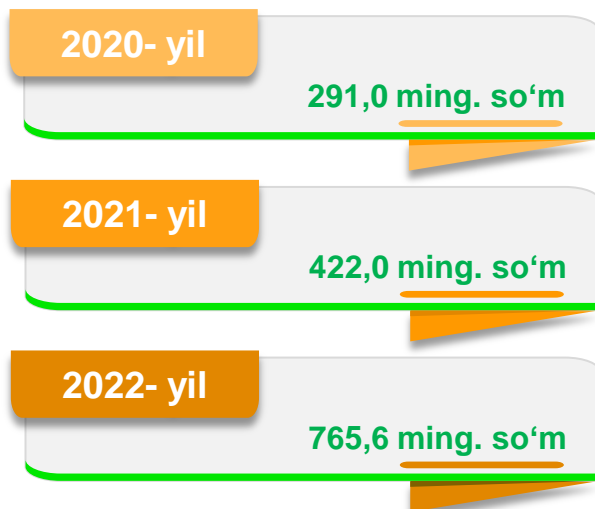 2020- yil
291,0 ming. so‘m
2021- yil
422,0 ming. so‘m
2022- yil
765,6 ming. so‘m